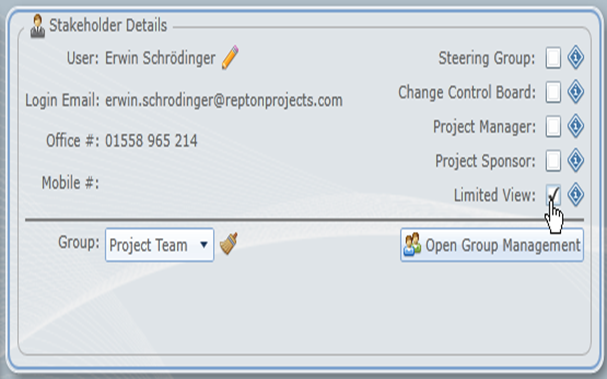 Stakeholder Details
User: Erwin Schrödinger
Steering Group:
Login Email: erwin.schrodinger@reptonprojects.com
Change Control Board:
Office #: 01558 965 214
Project Manager:
Project Sponsor:
Mobile #:
Limited View:
Group: Project Team
Open Group Management